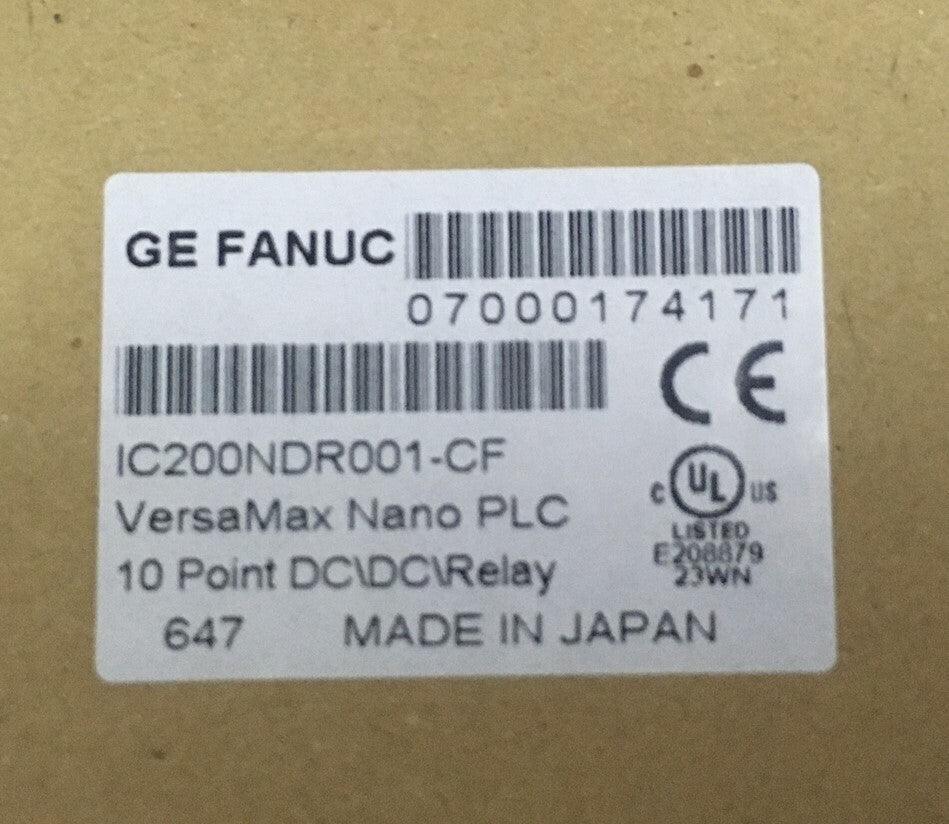 GE FANUC
07000174171
IC200NDR001-CF
VersaMax Nano PLC
10 Point DC\DC\Relay
647 MADE IN JAPAN
CE
C UL US
LISTED
E208879
23WN